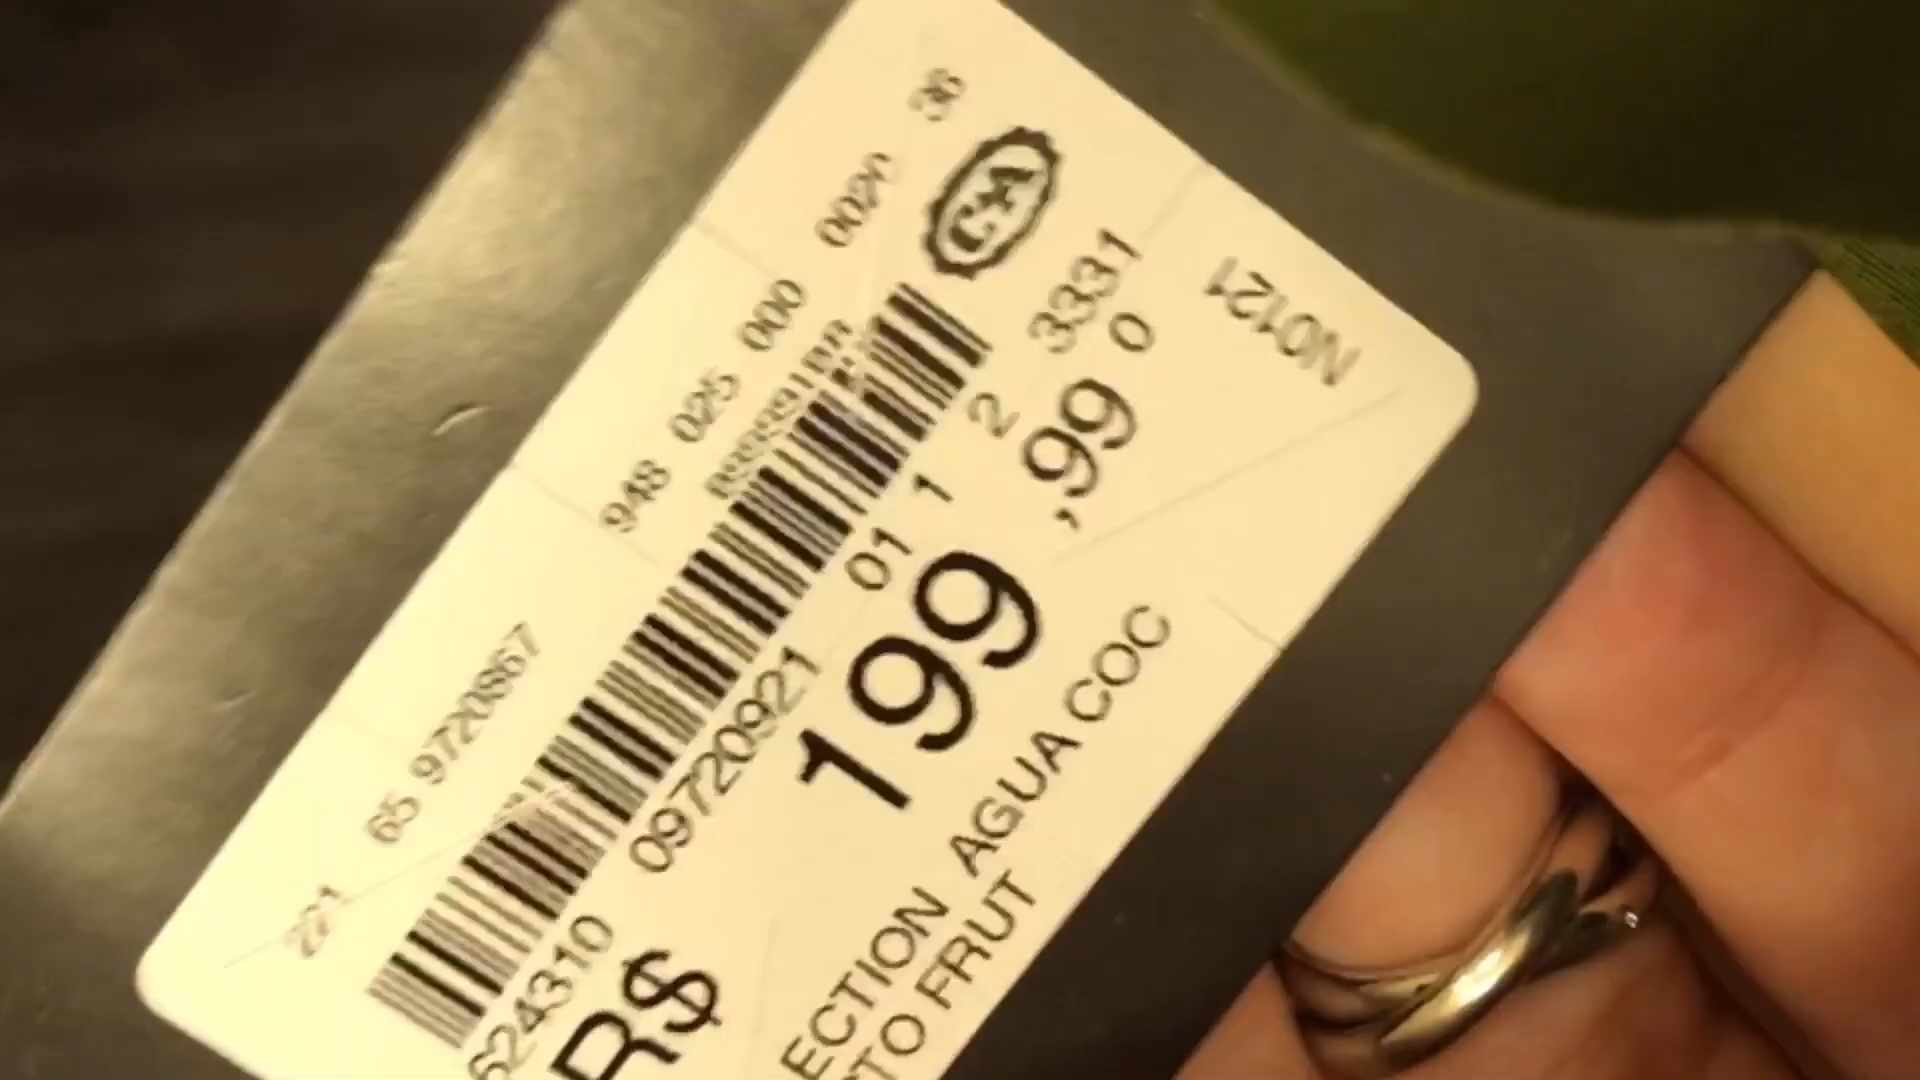 221 65 9720867 948 025 000 0020 36
C&A
624310 09720921 01 1 2 3331
R$ 199,99 0
ECTION AGUA COC
TO FRUT
N0121